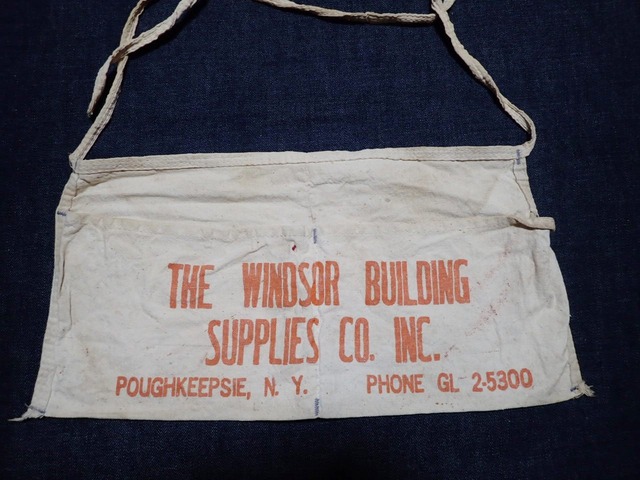 THE WINDSOR BUILDING
SUPPLIES CO. INC.
POUGHKEEPSIE, N. Y. PHONE GL 2-5300